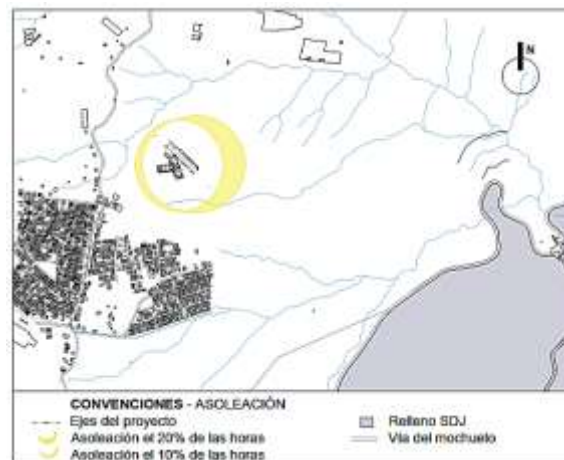 N
CONVENCIONES - ASOLEACIÓN
Ejes del proyecto
Asoleación el 20% de las horas
Asoleación el 10% de las horas
Relleno SDJ
Vía del mochuelo